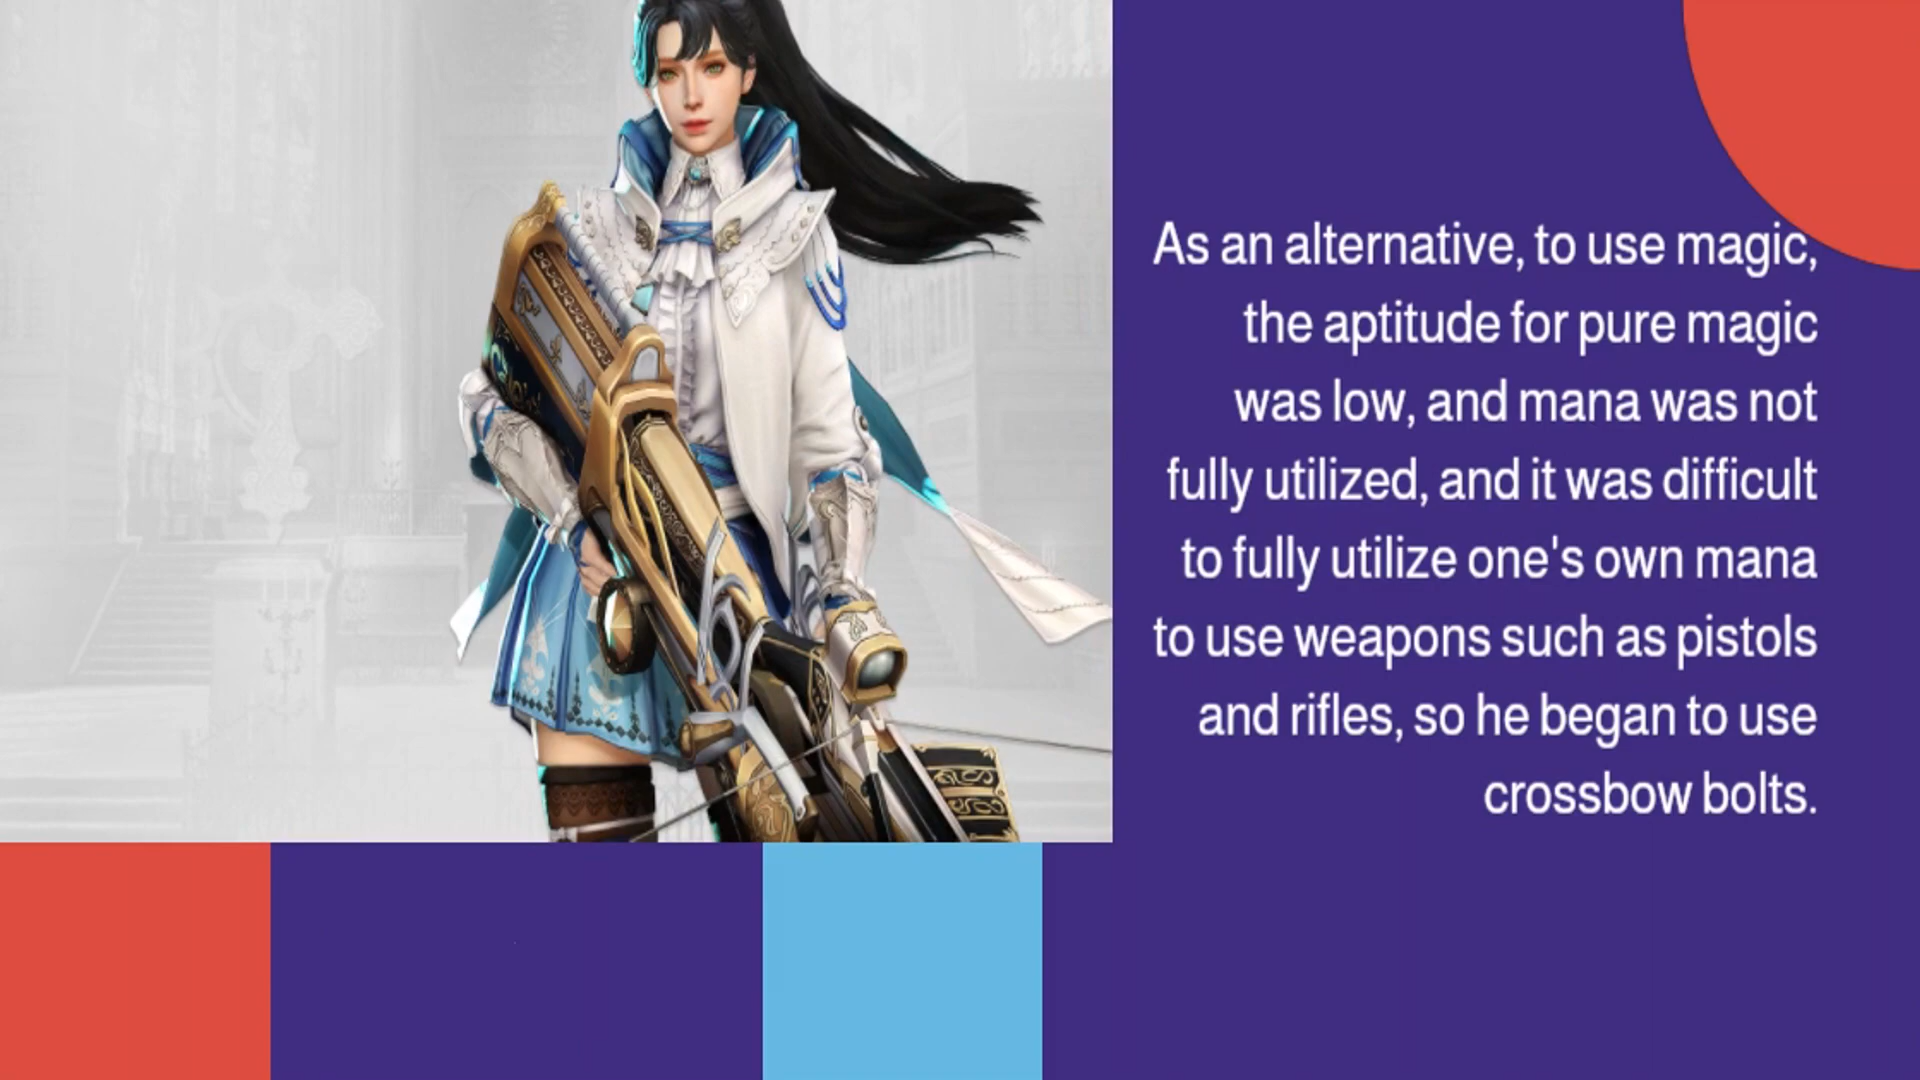 As an alternative, to use magic,
the aptitude for pure magic
was low, and mana was not
fully utilized, and it was difficult
to fully utilize one's own mana
to use weapons such as pistols
and rifles, so he began to use
crossbow bolts.